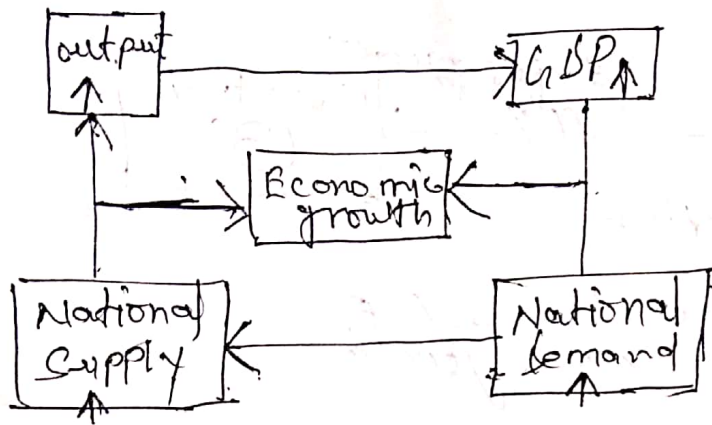 output
↑
GDP ↑
Economic
growth
National
Supply
↑
National
demand
↑